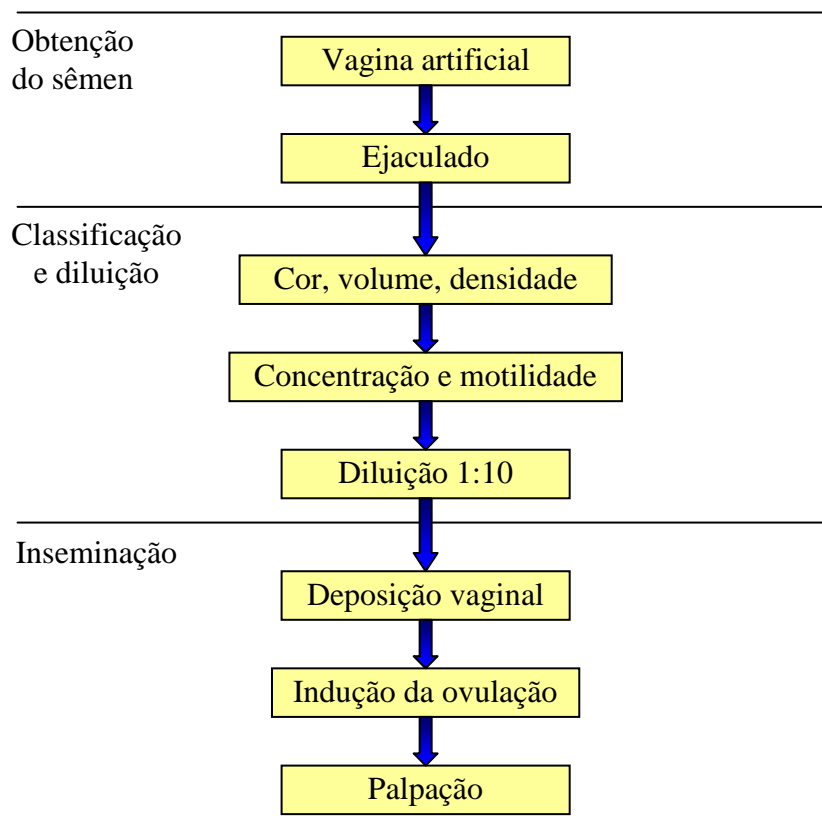 Obtenção
do sêmen
Vagina artificial
Ejaculado
Classificação
e diluição
Cor, volume, densidade
Concentração e motilidade
Diluição 1:10
Inseminação
Deposição vaginal
Indução da ovulação
Palpação